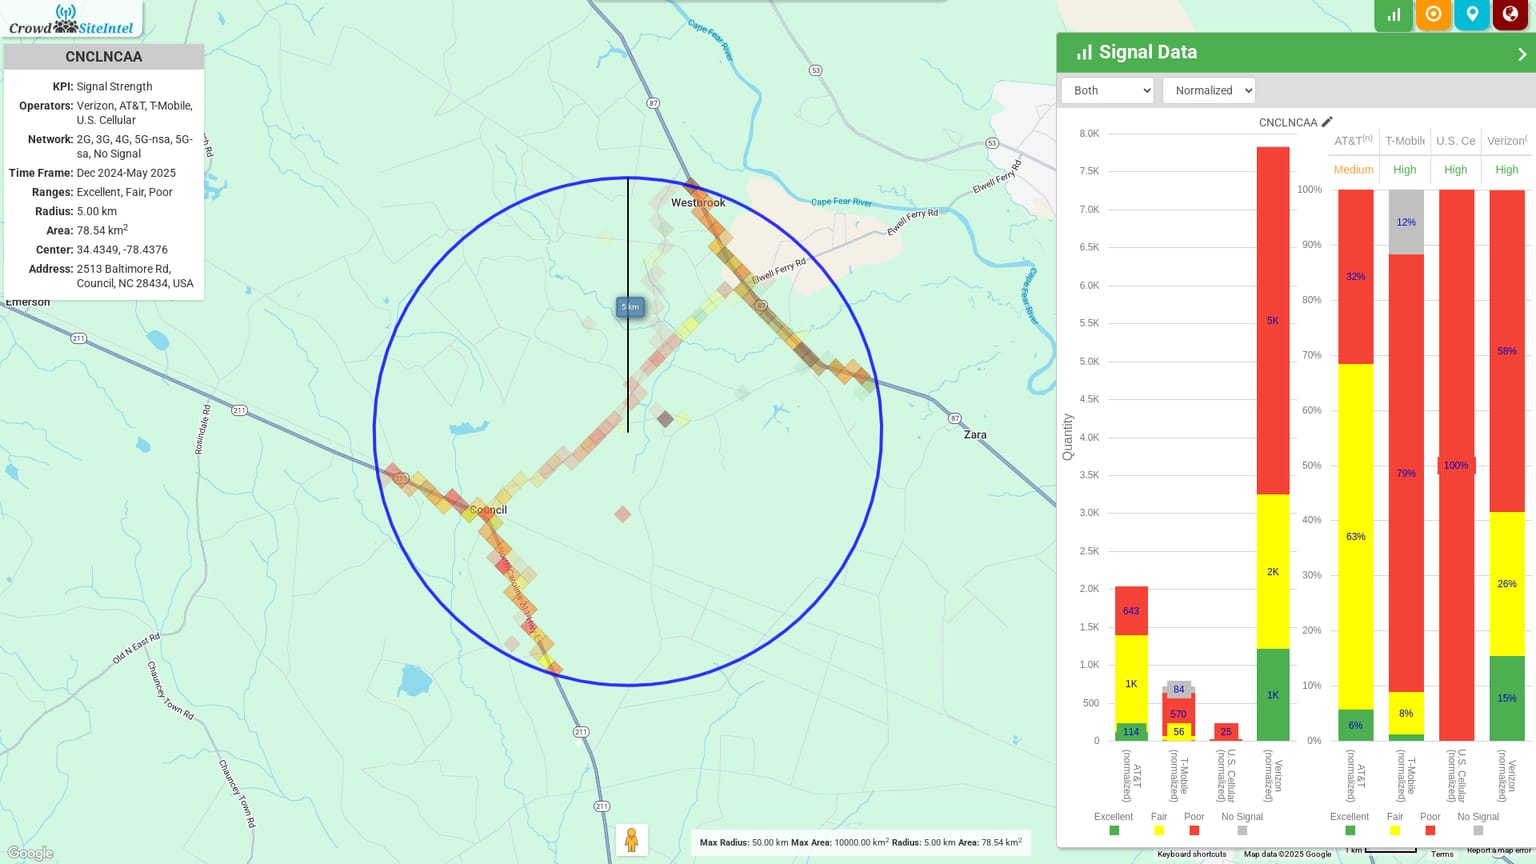 Crowd SiteIntel
CNCLNCAA
KPI: Signal Strength
Operators: Verizon, AT&T, T-Mobile,
U.S. Cellular
Network: 2G, 3G, 4G, 5G-nsa, 5G-
sa, No Signal
Time Frame: Dec 2024-May 2025
Ranges: Excellent, Fair, Poor
Radius: 5.00 km
Area: 78.54 km2
Center: 34.4349, -78.4376
Address: 2513 Baltimore Rd,
Council, NC 28434, USA
Emerson
211
211
Rosindale Rd
Old N East Rd
Chauncey Town Rd
Chauncey Town Rd
Cape Fear River
53
87
53
Elwell Ferry Rd
Westbrook
Cape Fear River
Elwell Ferry Rd
Elwell Ferry Rd
Cape Fear River
5 km
87
87
Zara
211
Council
211
211
Google
Max Radius: 50.00 km Max Area: 10000.00 km2 Radius: 5.00 km Area: 78.54 km2
Signal Data
Both
Normalized
CNCLNCAA
Quantity
8.0K
7.5K
7.0K
6.5K
6.0K
5.5K
5.0K
4.5K
4.0K
3.5K
3.0K
2.5K
2.0K
1.5K
1.0K
500
0
643
1K
114
84
570
56
25
5K
2K
1K
AT&T
(normalized)
T-Mobile
(normalized)
U.S. Cellular
(normalized)
Verizon
(normalized)
Excellent Fair Poor No Signal
AT&T(n) T-Mobile U.S. Ce Verizon(
Medium High High High
100%
90%
80%
70%
60%
50%
40%
30%
20%
10%
0%
32%
63%
6%
12%
79%
8%
100%
58%
26%
15%
AT&T
(normalized)
T-Mobile
(normalized)
U.S. Cellular
(normalized)
Verizon
(normalized)
Excellent Fair Poor No Signal
Keyboard shortcuts Map data ©2025 Google 1 km Terms Report a map error